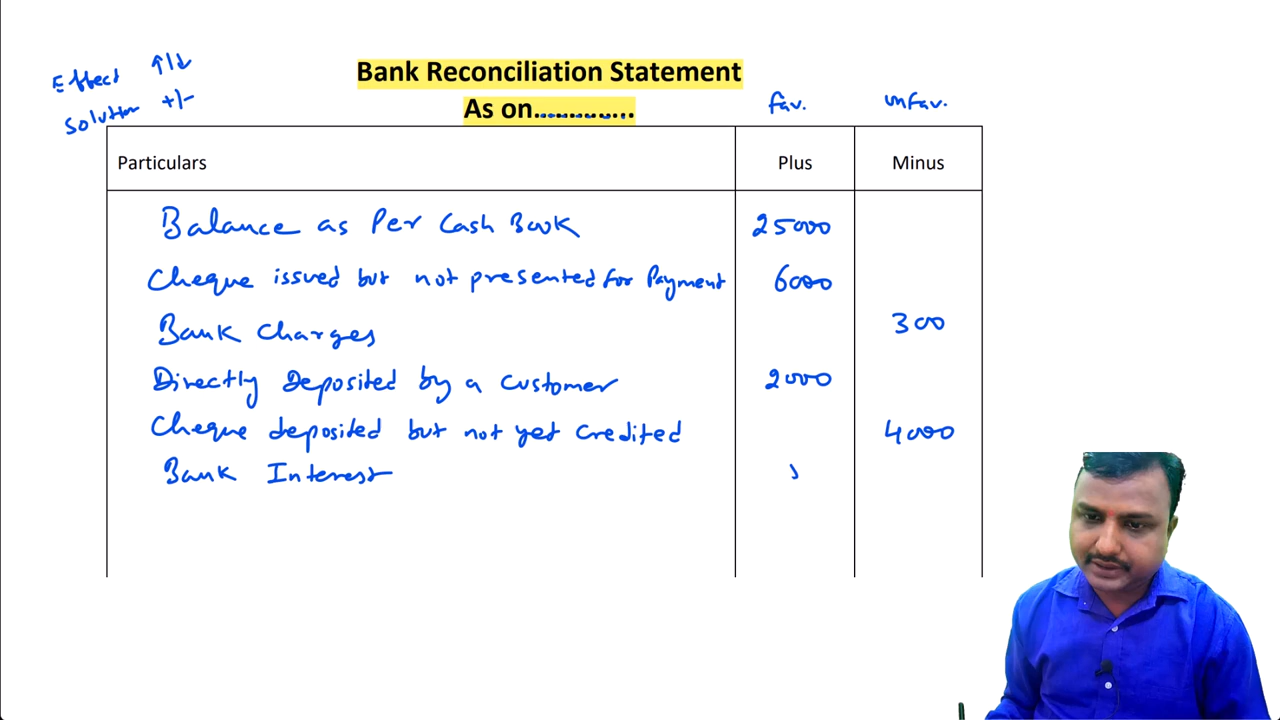 Effect ↑/↓
Solution +/-
Bank Reconciliation Statement
As on............
Fav. unFav.
Particulars Plus Minus
Balance as Per Cash Book 25000
Cheque issued but not presented for Payment 6000
Bank Charges 300
Directly Deposited by a customer 2000
Cheque deposited but not yet credited 4000
Bank Interest